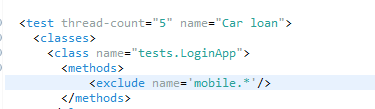 <test thread-count="5" name="Car loan">
<classes>
<class name="tests.LoginApp">
<methods>
<exclude name='mobile.*'/>
</methods>